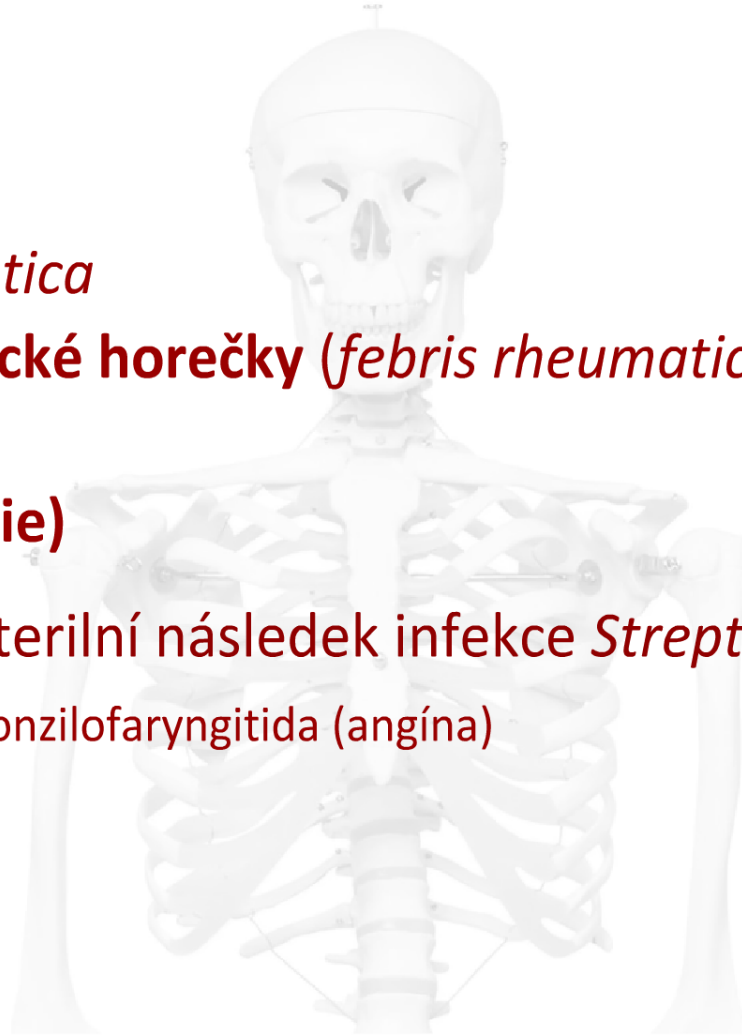 tica
cké horečky (febris rheumatic
ie)
terilní následek infekce Strept
onzilofaryngitida (angína)